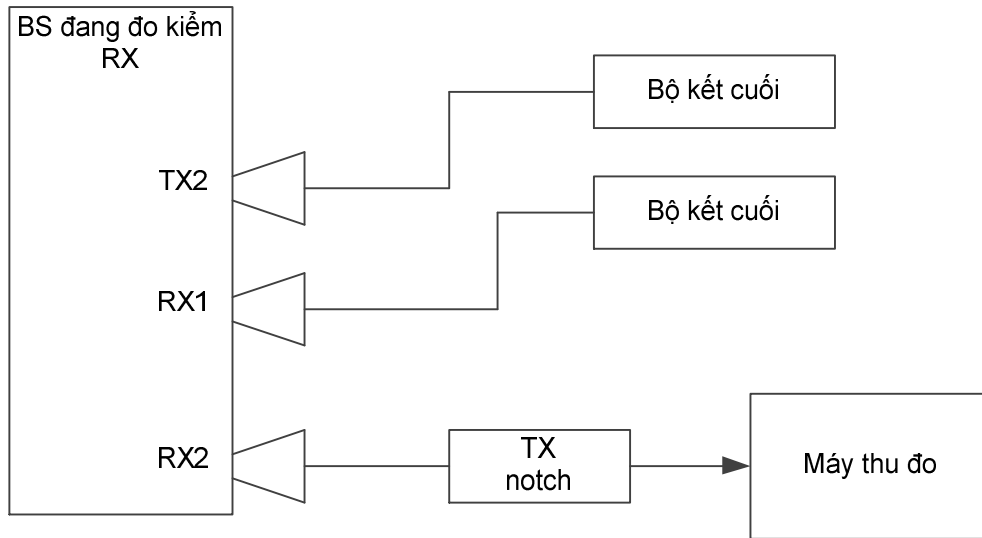 BS đang đo kiểm
RX
Bộ kết cuối
TX2
Bộ kết cuối
RX1
RX2
TX
notch
Máy thu đo